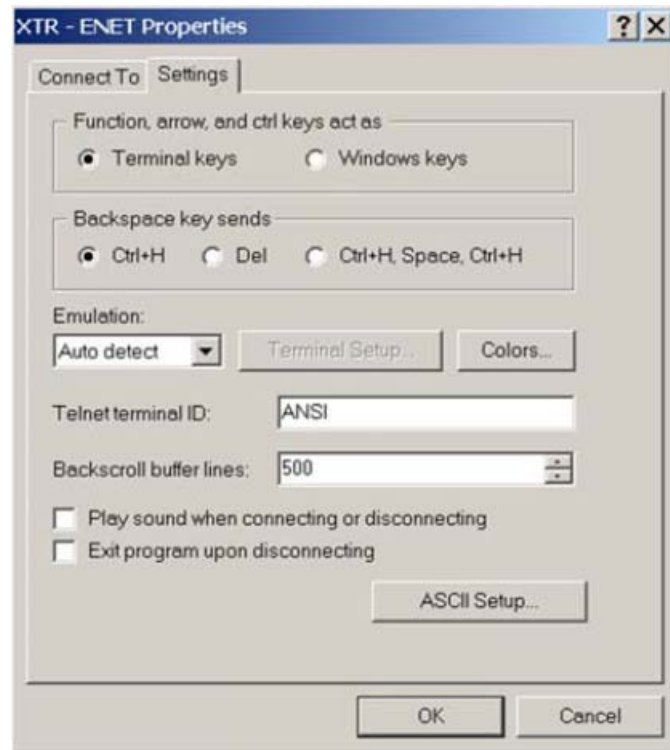 XTR - ENET Properties
Connect To Settings
Function, arrow, and ctrl keys act as
Terminal keys Windows keys
Backspace key sends
Ctrl+H Del Ctrl+H, Space, Ctrl+H
Emulation:
Auto detect Terminal Setup... Colors...
Telnet terminal ID: ANSI
Backscroll buffer lines: 500
Play sound when connecting or disconnecting
Exit program upon disconnecting
ASCII Setup...
OK Cancel